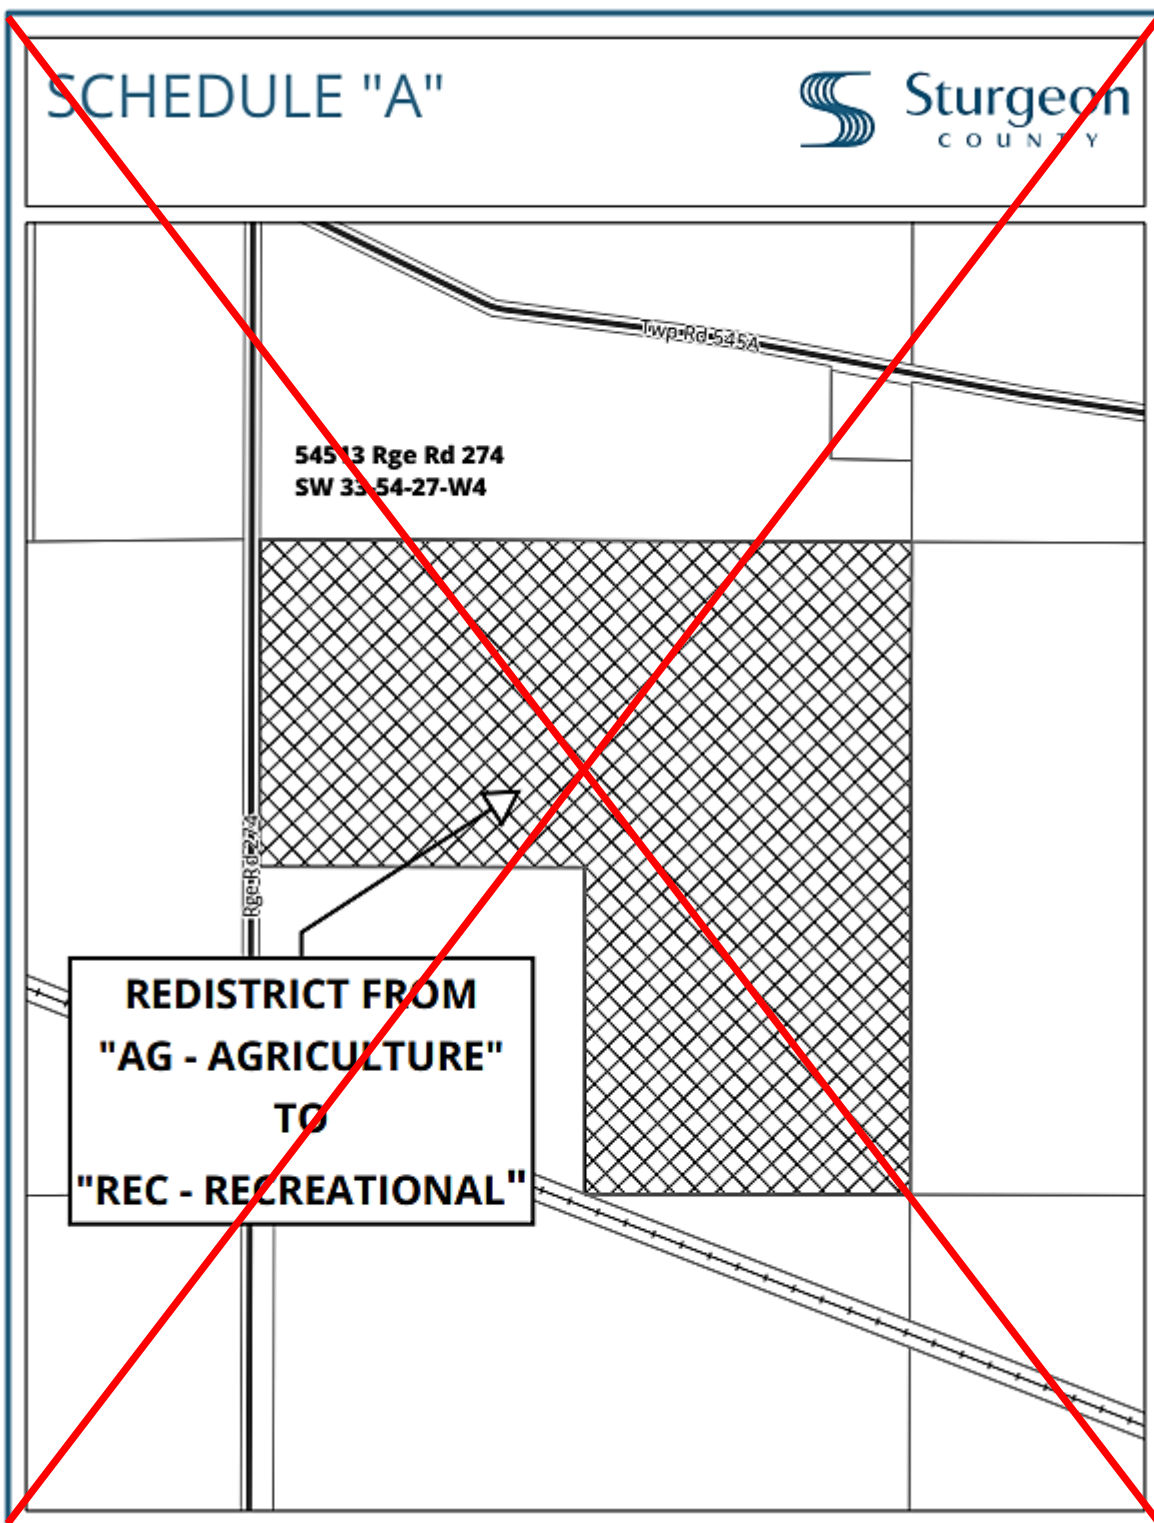 SCHEDULE "A"
Sturgeon
COUNTY
Twp Rd 545A
54513 Rge Rd 274
SW 33-54-27-W4
Rge Rd 274
REDISTRICT FROM
"AG - AGRICULTURE"
TO
"REC - RECREATIONAL"